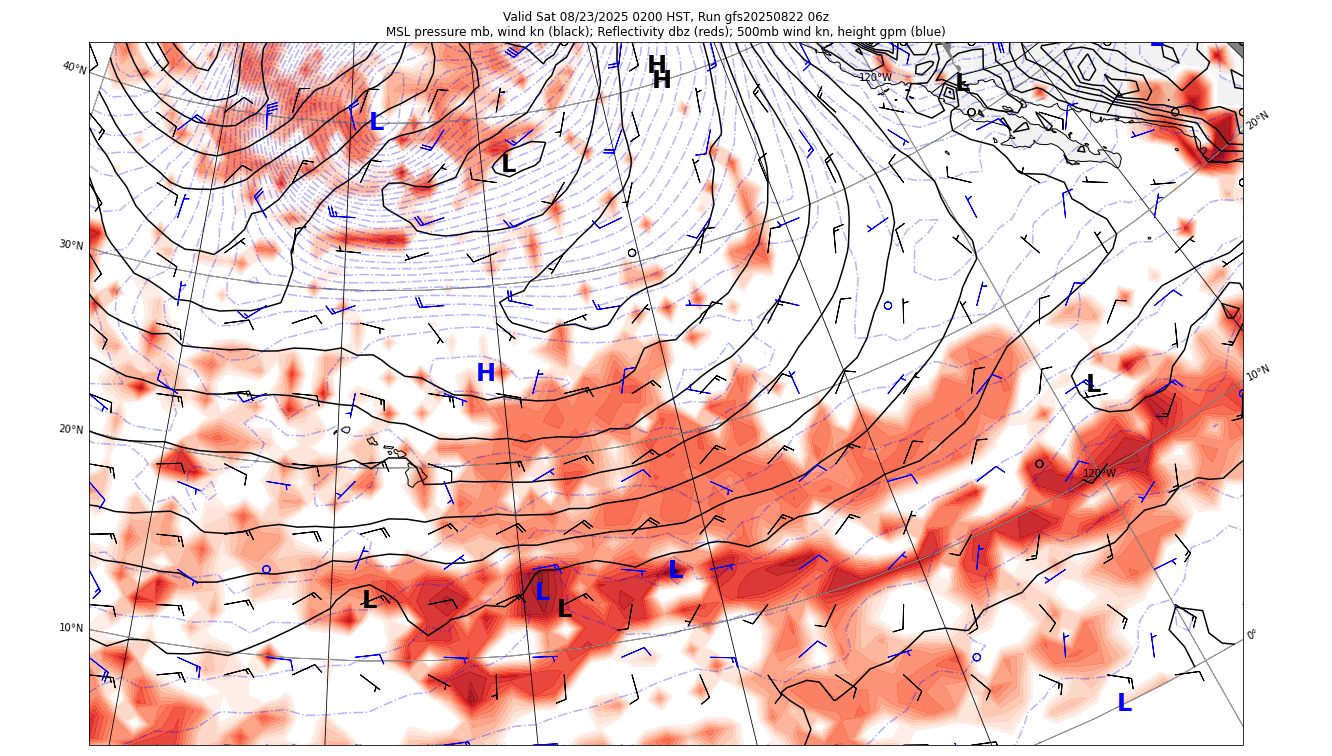 Valid Sat 08/23/2025 0200 HST, Run gfs20250822 06z
MSL pressure mb, wind kn (black); Reflectivity dbz (reds); 500mb wind kn, height gpm (blue)
H
H
40°N
120°W
L
L
20°N
L
30°N
H
L
10°N
20°N
120°W
L
L
L
L
10°N
0°
L